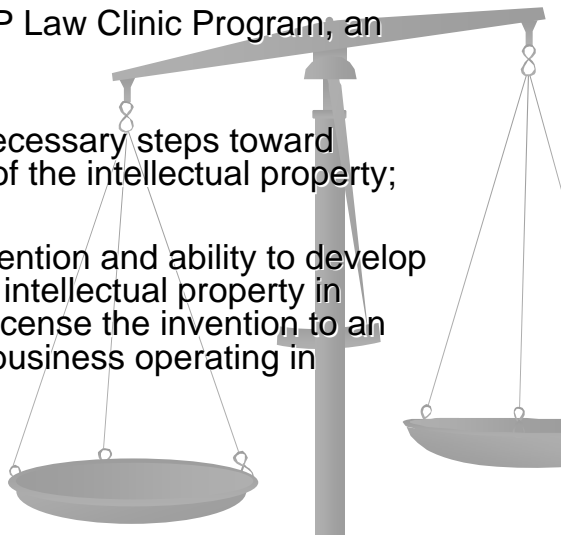 P Law Clinic Program, an
ecessary steps toward
of the intellectual property;
ention and ability to develop
intellectual property in
icense the invention to an
business operating in